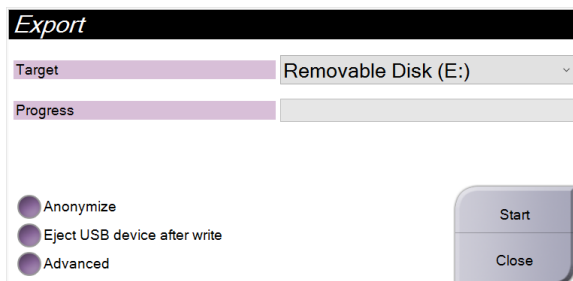 Export
Target
Removable Disk (E:)
Progress
Anonymize
Eject USB device after write
Advanced
Start
Close